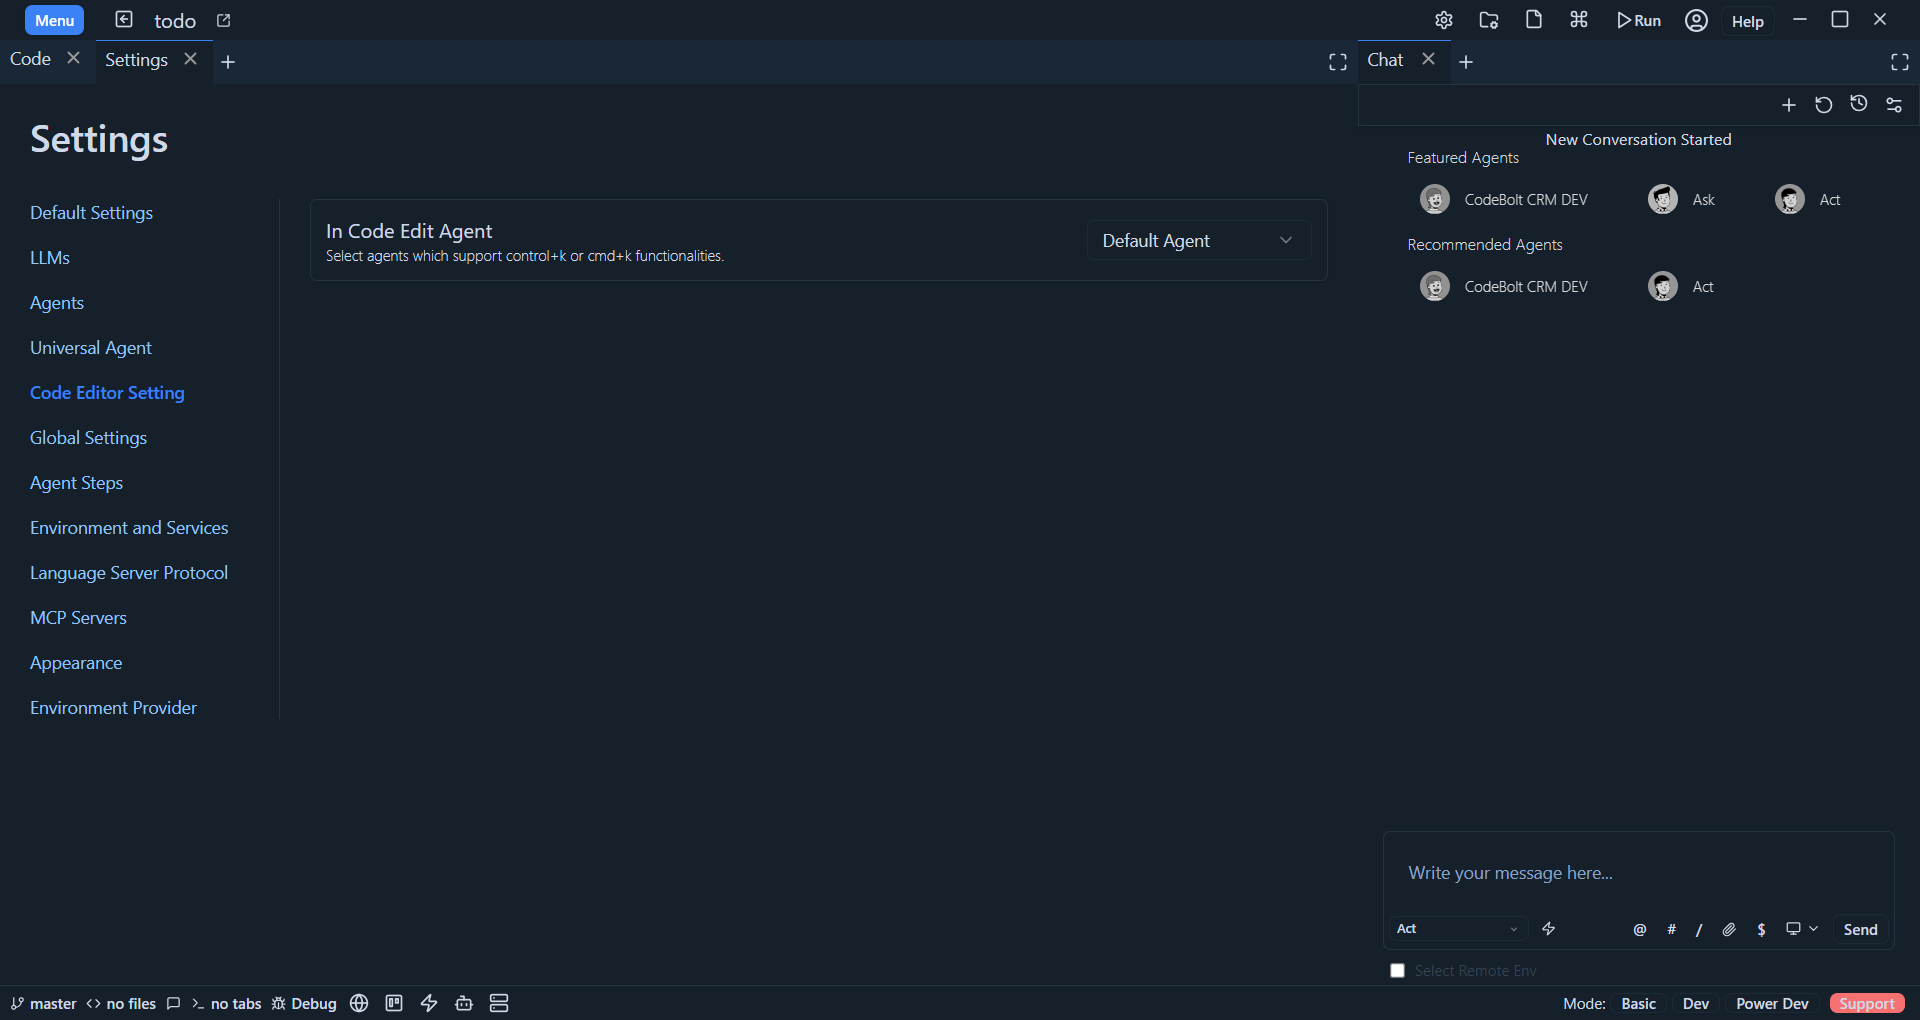 Menu todo Run Help
Code Settings Chat
Settings
Default Settings
LLMs
Agents
Universal Agent
Code Editor Setting
Global Settings
Agent Steps
Environment and Services
Language Server Protocol
MCP Servers
Appearance
Environment Provider
In Code Edit Agent
Select agents which support control+k or cmd+k functionalities.
Default Agent
New Conversation Started
Featured Agents
CodeBolt CRM DEV Ask Act
Recommended Agents
CodeBolt CRM DEV Act
Write your message here...
Act @ # / $ Send
Select Remote Env
master no files no tabs Debug Mode: Basic Dev Power Dev Support